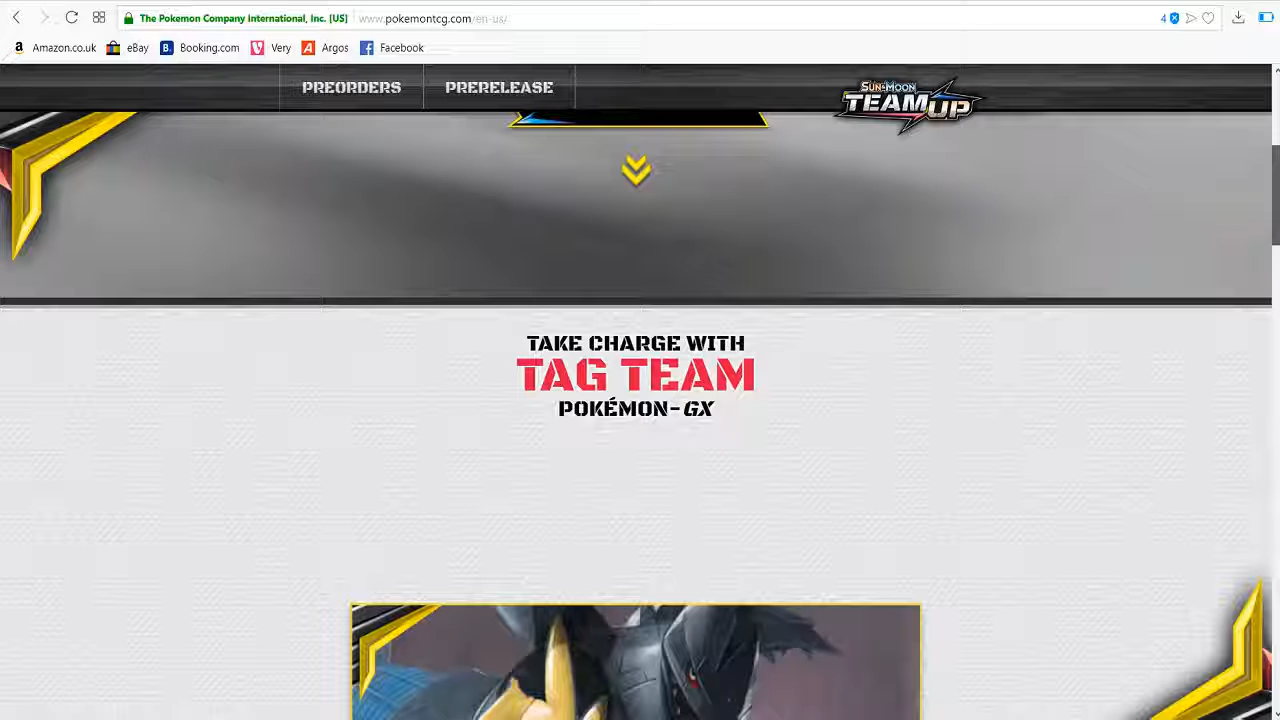 The Pokemon Company International, Inc. [US]
www.pokemontcg.com/en-us/
4
a
Amazon.co.uk
eBay
B.
Booking.com
V
Very
A
Argos
f
Facebook
PREORDERS
PRERELEASE
SUN & MOON
TEAM UP
TAKE CHARGE WITH
TAG TEAM
POKÉMON-GX